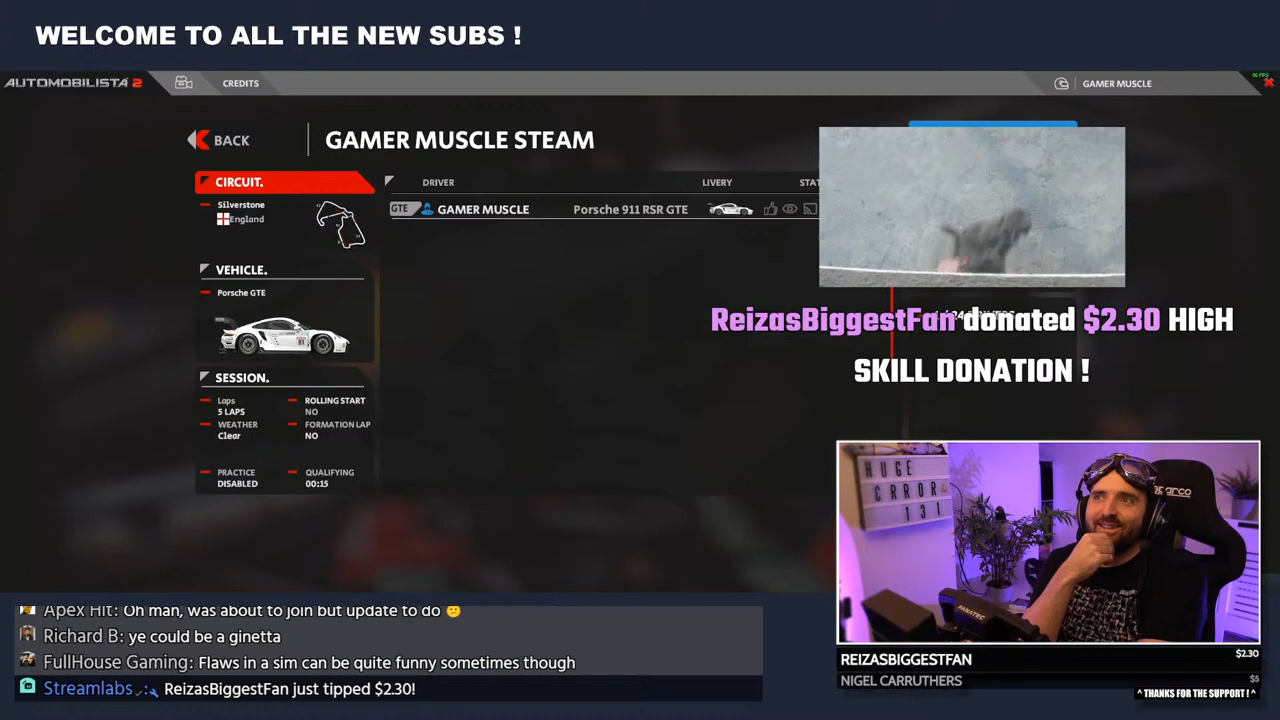 WELCOME TO ALL THE NEW SUBS !
AUTOMOBILISTA 2
CREDITS
GAMER MUSCLE
96 FPS
BACK
GAMER MUSCLE STEAM
CIRCUIT.
Silverstone
England
DRIVER
LIVERY
GTE
GAMER MUSCLE
Porsche 911 RSR GTE
VEHICLE.
Porsche GTE
ReizasBiggestFan donated $2.30 HIGH
SKILL DONATION !
SESSION.
Laps
5 LAPS
ROLLING START
NO
WEATHER
Clear
FORMATION LAP
NO
PRACTICE
DISABLED
QUALIFYING
00:15
HUGE
CRROR
131
FANATEC
Apex Hit: Oh man, was about to join but update to do 😕
Richard B: ye could be a ginetta
FullHouse Gaming: Flaws in a sim can be quite funny sometimes though
Streamlabs : ReizasBiggestFan just tipped $2.30!
REIZASBIGGESTFAN
$2.30
NIGEL CARRUTHERS
$5
^ THANKS FOR THE SUPPORT ! ^